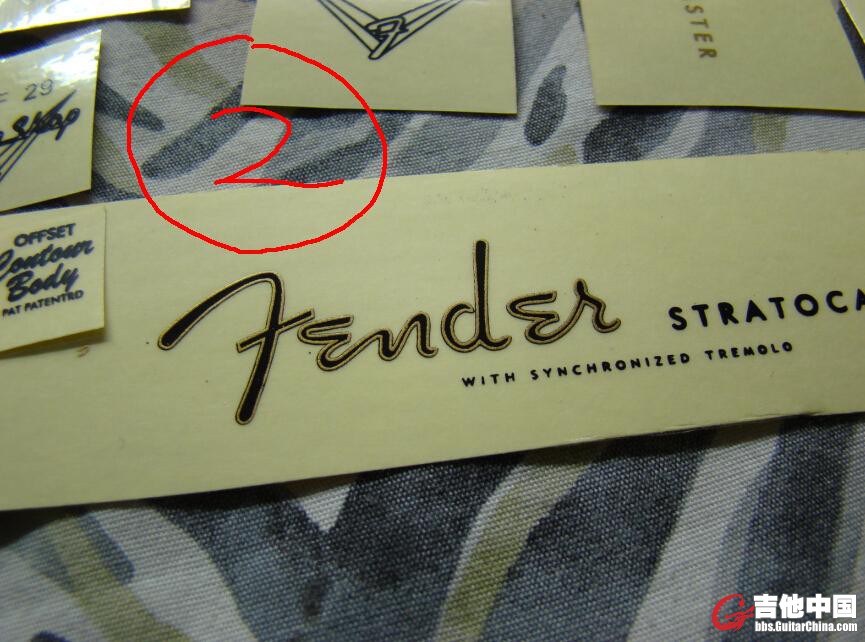 STER
= 29
Shop
2
OFFSET
Contour
Body
PAT PATENTRD
Fender
STRATOCA
WITH SYNCHRONIZED TREMOLO
吉他中国
bbs.GuitarChina.com